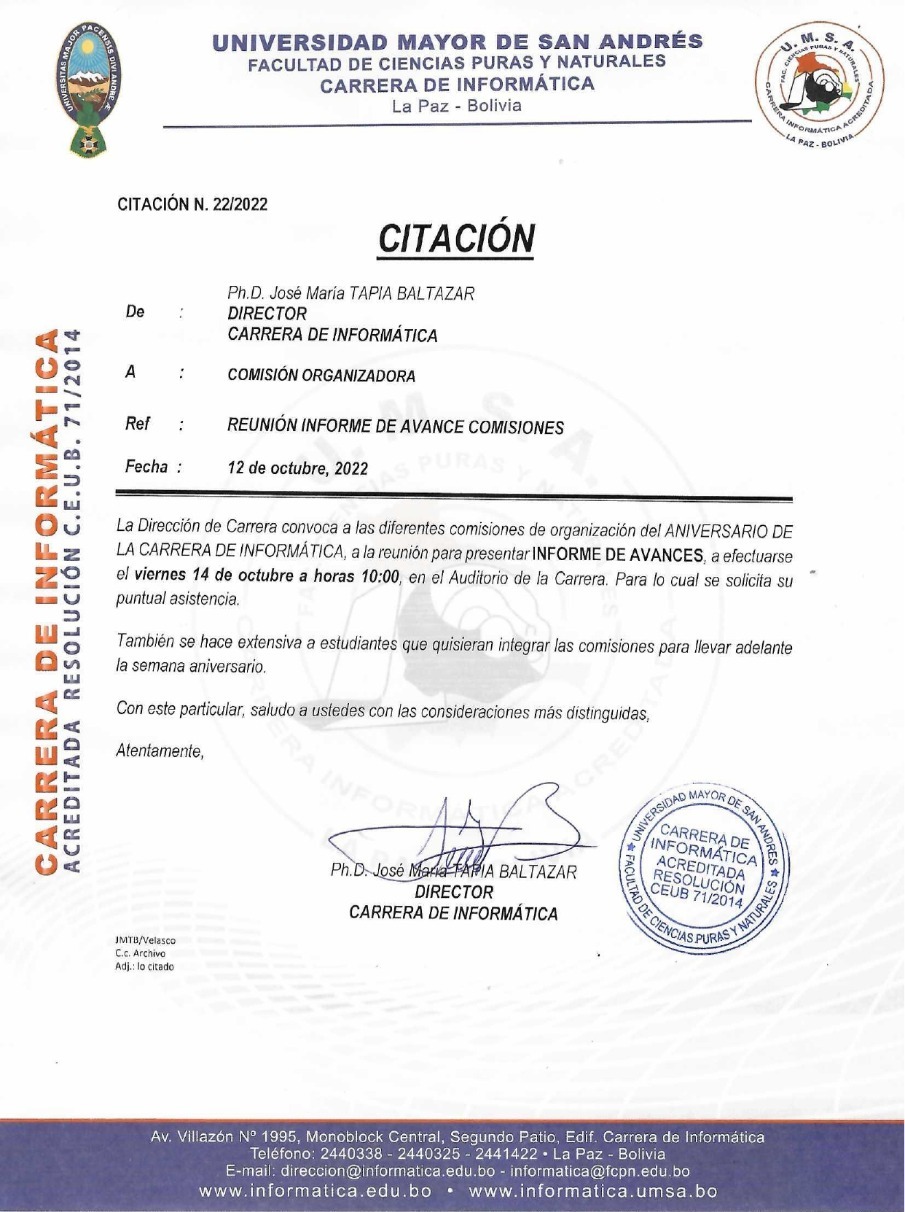 UNIVERSIDAD MAYOR DE SAN ANDRÉS
FACULTAD DE CIENCIAS PURAS Y NATURALES
CARRERA DE INFORMÁTICA
La Paz - Bolivia
UNIVERSITAS MAJOR PACENSIS DIVI ANDRE Æ
U. M. S. A.
FAC. CIENCIAS PURAS Y NATURALES
CARRERA INFORMÁTICA ACREDITADA
LA PAZ - BOLIVIA
CITACIÓN N. 22/2022
CITACIÓN
Ph.D. José María TAPIA BALTAZAR
De : DIRECTOR
CARRERA DE INFORMÁTICA
A : COMISIÓN ORGANIZADORA
Ref : REUNIÓN INFORME DE AVANCE COMISIONES
Fecha : 12 de octubre, 2022
La Dirección de Carrera convoca a las diferentes comisiones de organización del ANIVERSARIO DE
LA CARRERA DE INFORMÁTICA, a la reunión para presentar INFORME DE AVANCES, a efectuarse
el viernes 14 de octubre a horas 10:00, en el Auditorio de la Carrera. Para lo cual se solicita su
puntual asistencia.
También se hace extensiva a estudiantes que quisieran integrar las comisiones para llevar adelante
la semana aniversario.
Con este particular, saludo a ustedes con las consideraciones más distinguidas,
Atentamente,
Ph.D. José María TAPIA BALTAZAR
DIRECTOR
CARRERA DE INFORMÁTICA
UNIVERSIDAD MAYOR DE SAN ANDRÉS
CARRERA DE
INFORMÁTICA
ACREDITADA
RESOLUCIÓN
CEUB 71/2014
FACULTAD DE CIENCIAS PURAS Y NATURALES
JMTB/Velasco
C.c. Archivo
Adj.: lo citado
CARRERA DE INFORMÁTICA
ACREDITADA RESOLUCIÓN C.E.U.B. 71/2014
U. M. S. A.
FAC. CIENCIAS PURAS Y NATURALES
CARRERA INFORMÁTICA ACREDITADA
Av. Villazón Nº 1995, Monoblock Central, Segundo Patio, Edif. Carrera de Informática
Teléfono: 2440338 - 2440325 - 2441422 • La Paz - Bolivia
E-mail: direccion@informatica.edu.bo - informatica@fcpn.edu.bo
www.informatica.edu.bo • www.informatica.umsa.bo